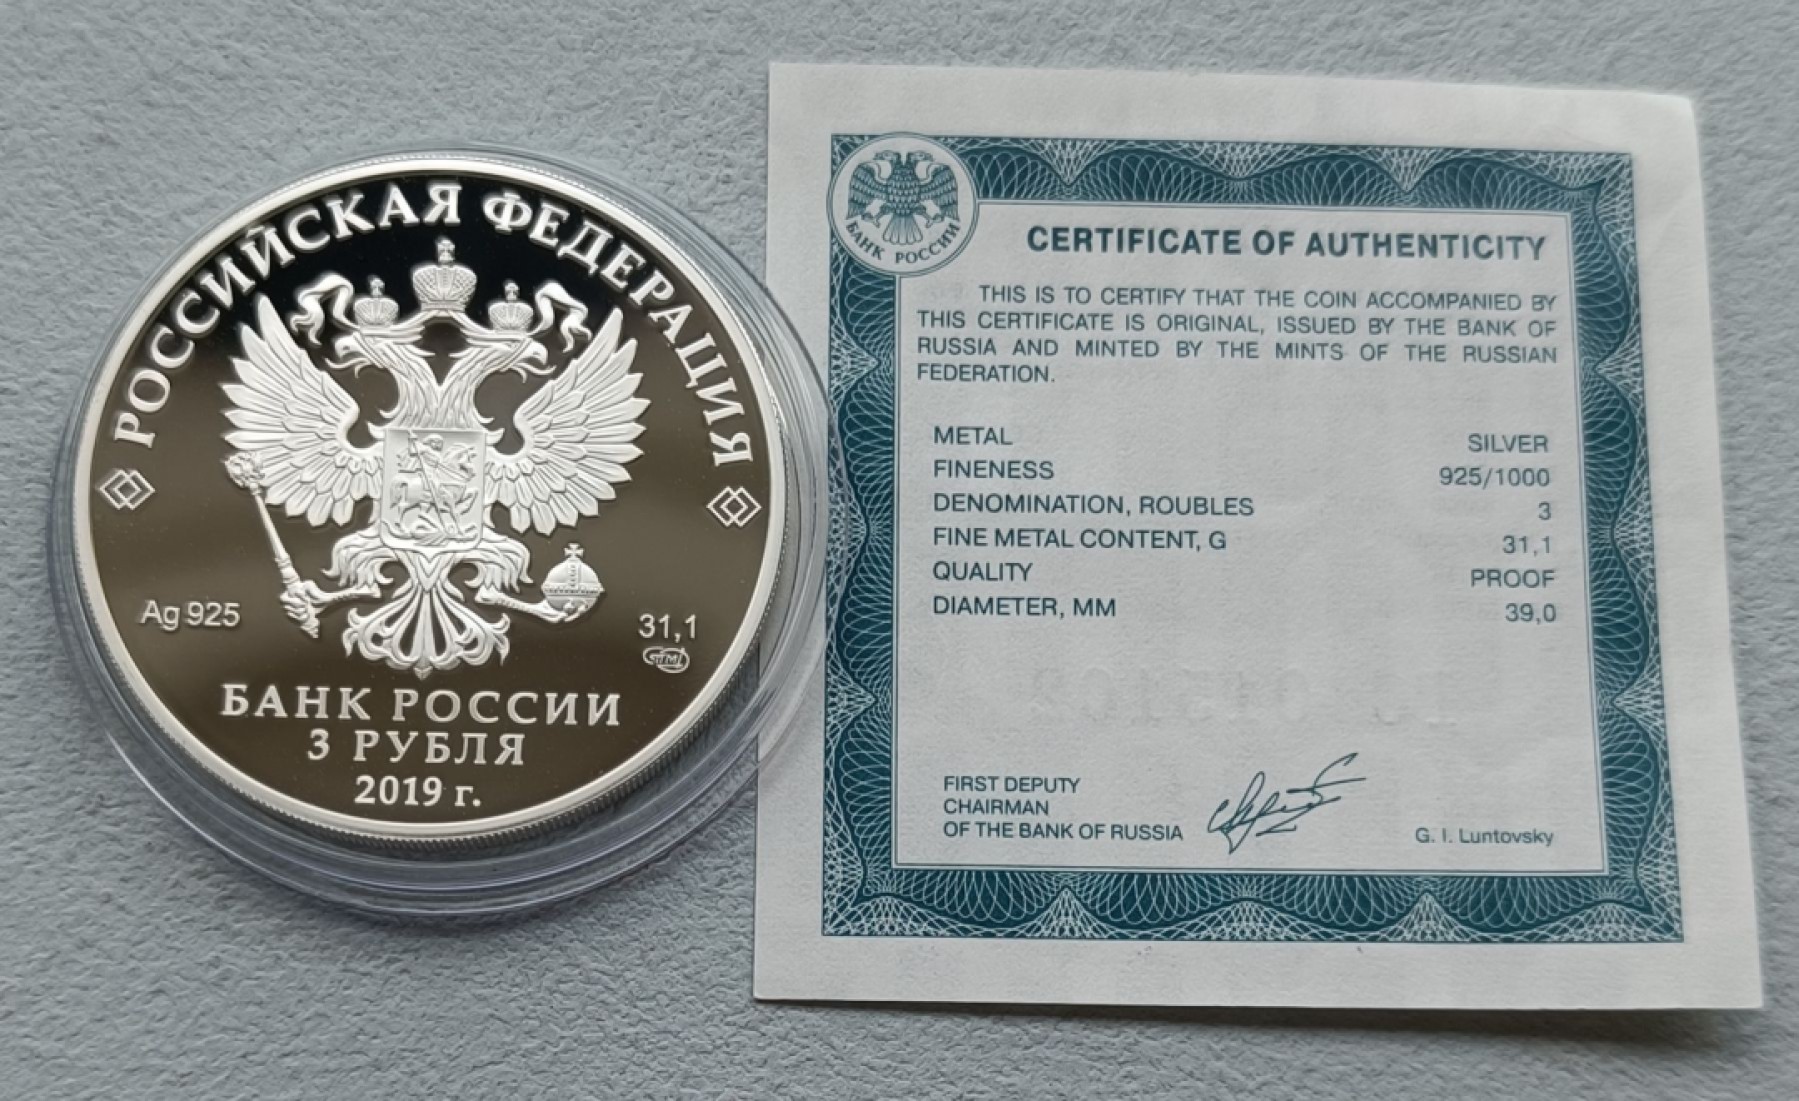 РОССИЙСКАЯ ФЕДЕРАЦИЯ
Ag 925
31,1
БАНК РОССИИ
3 РУБЛЯ
2019 г.
БАНК РОССИИ
CERTIFICATE OF AUTHENTICITY
THIS IS TO CERTIFY THAT THE COIN ACCOMPANIED BY
THIS CERTIFICATE IS ORIGINAL, ISSUED BY THE BANK OF
RUSSIA AND MINTED BY THE MINTS OF THE RUSSIAN
FEDERATION.
METAL SILVER
FINENESS 925/1000
DENOMINATION, ROUBLES 3
FINE METAL CONTENT, G 31,1
QUALITY PROOF
DIAMETER, MM 39,0
FIRST DEPUTY
CHAIRMAN
OF THE BANK OF RUSSIA
G. I. Luntovsky